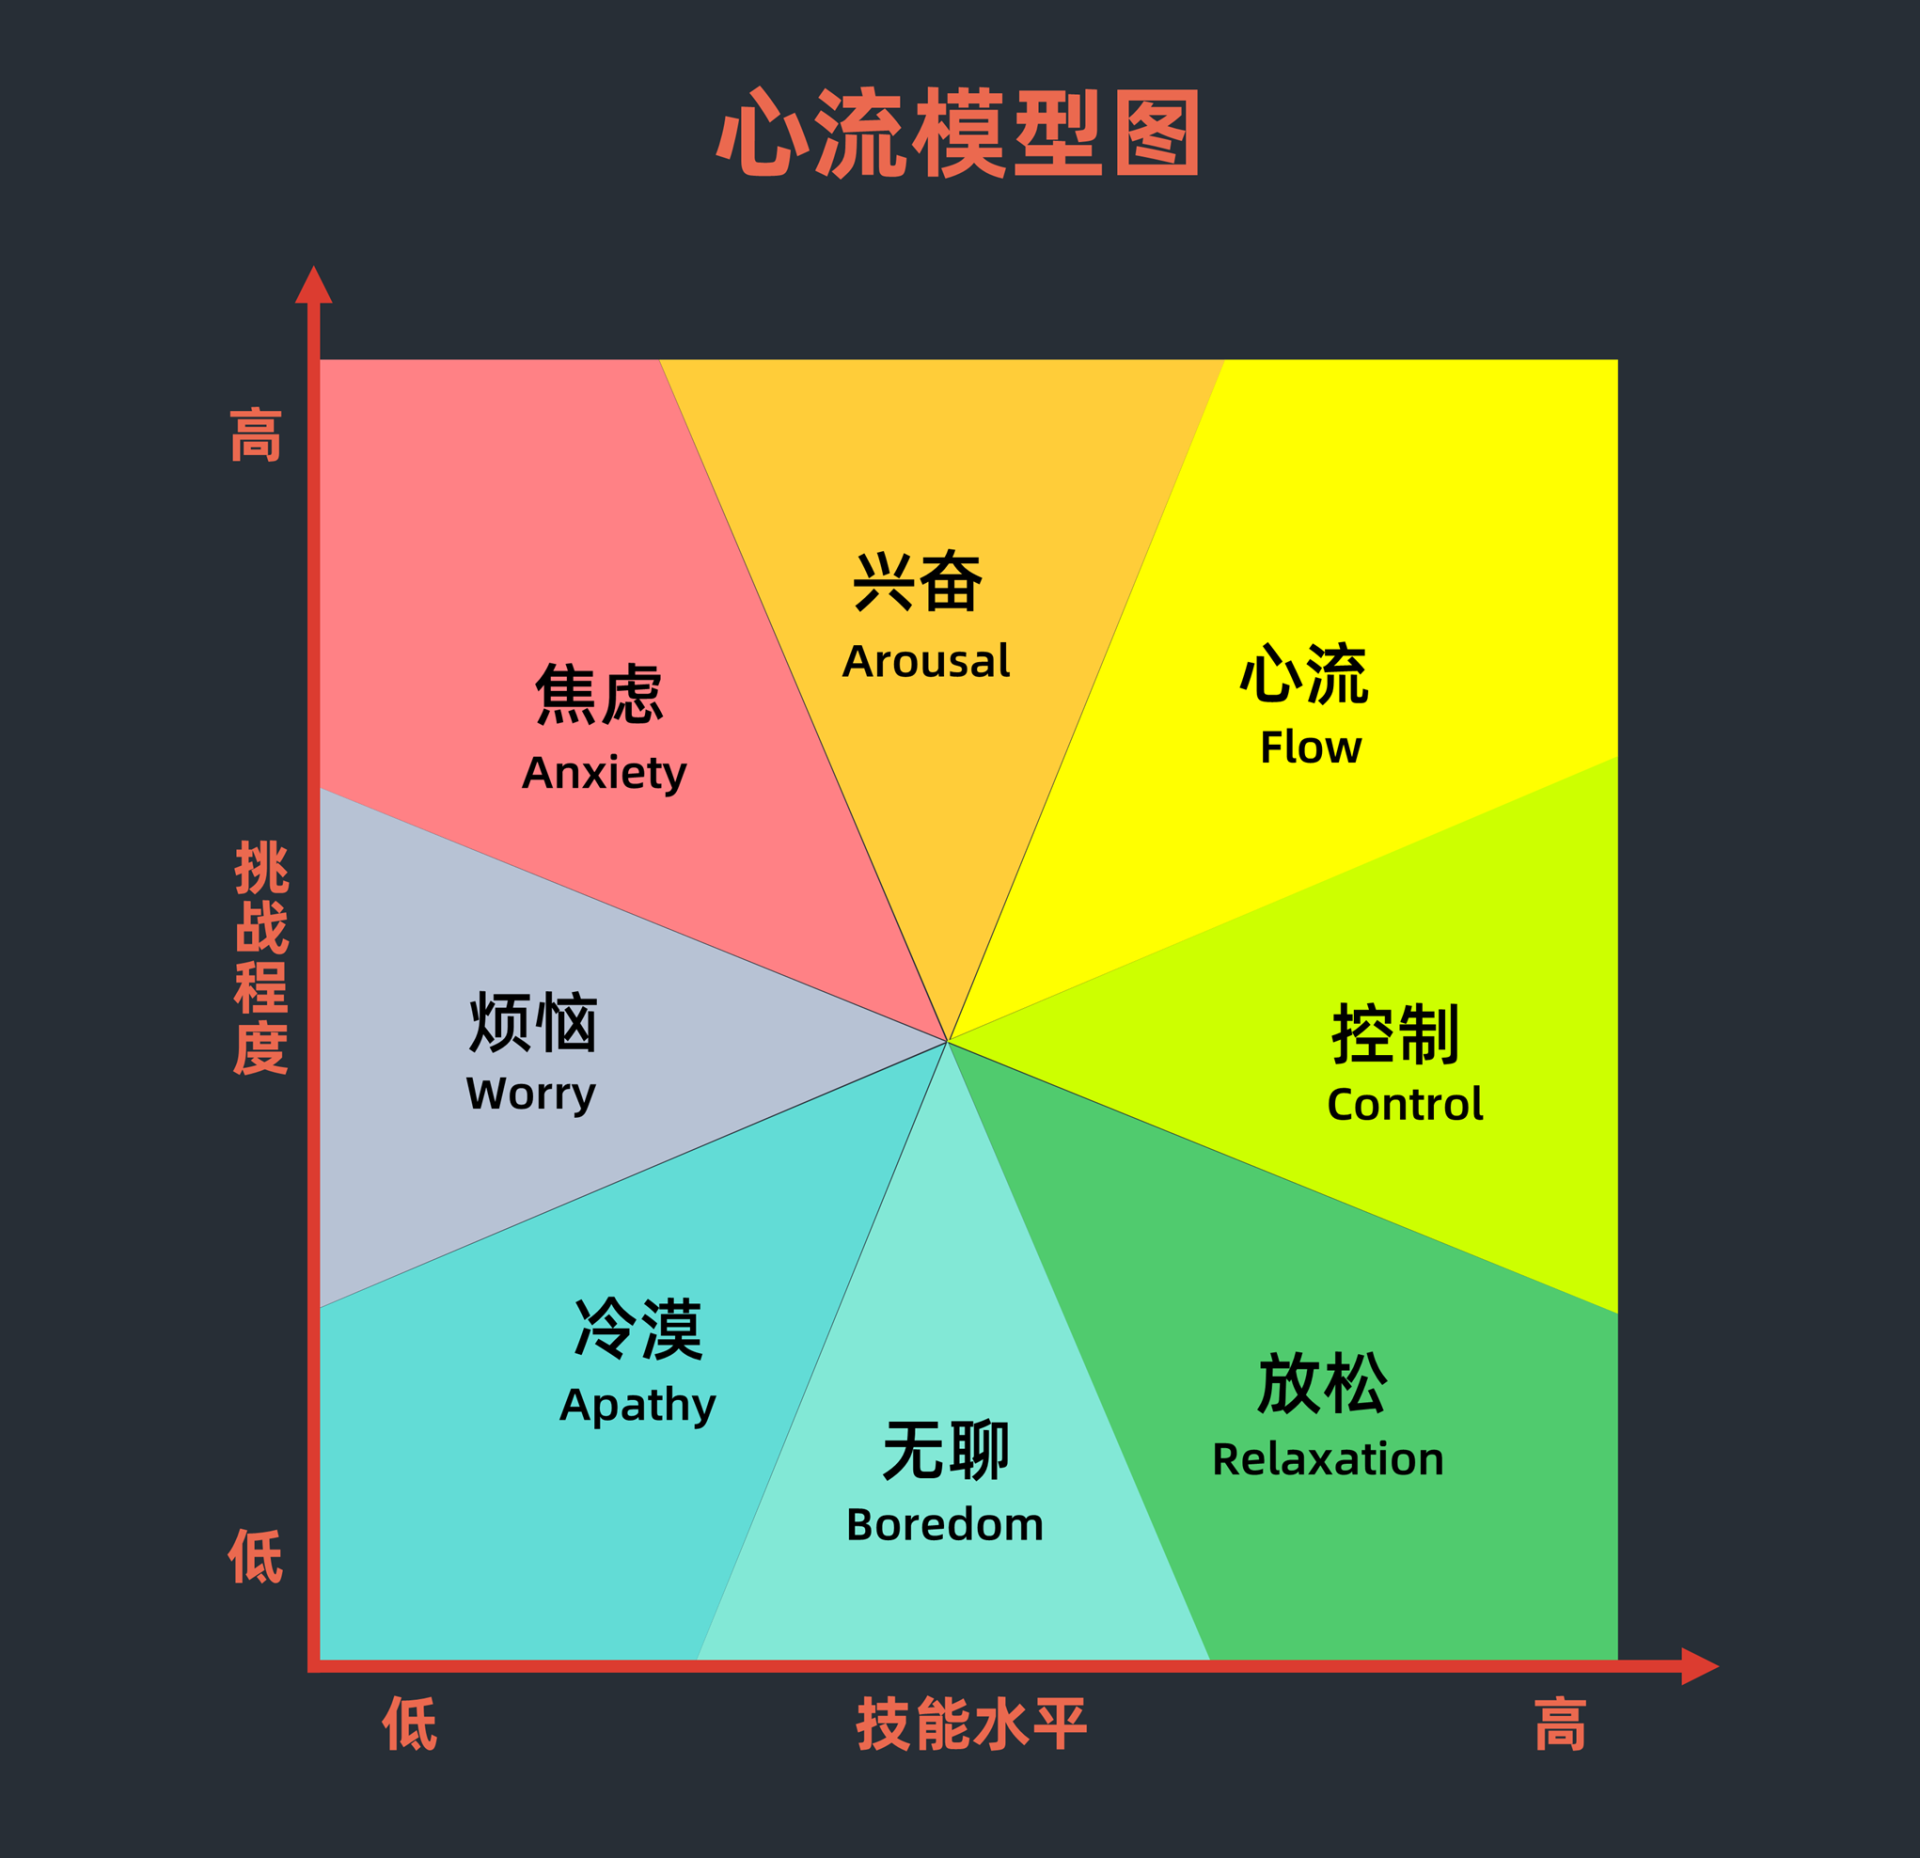 心流模型图
高
兴奋
Arousal
焦虑
Anxiety
心流
Flow
挑战程度
烦恼
Worry
控制
Control
冷漠
Apathy
放松
Relaxation
无聊
Boredom
低
低
技能水平
高